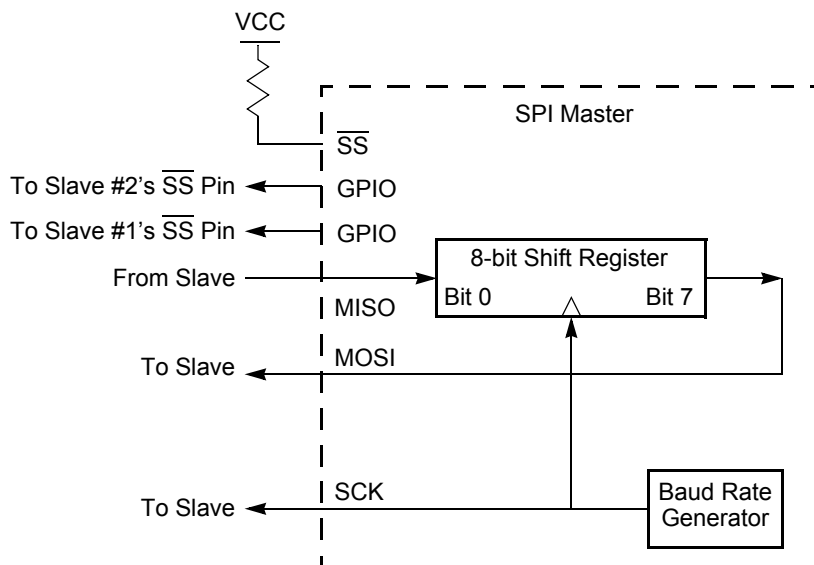 VCC
SPI Master
SS
To Slave #2's SS Pin
GPIO
To Slave #1's SS Pin
GPIO
8-bit Shift Register
From Slave
Bit 0
Bit 7
MISO
MOSI
To Slave
SCK
To Slave
Baud Rate
Generator